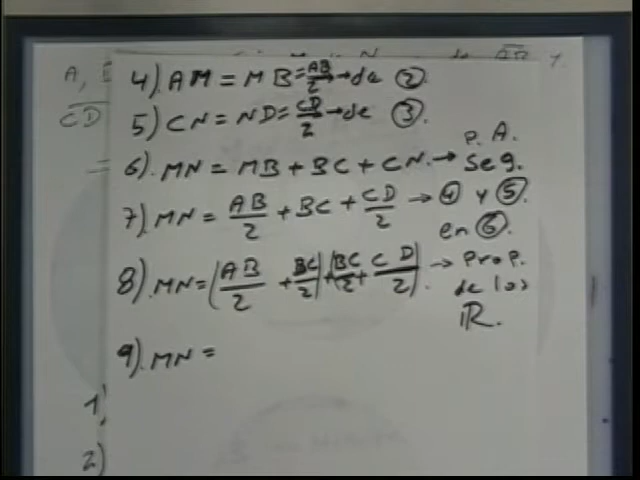 A,
CD
4) AM = MB = AB/2 → de ②.
5) CN = ND = CD/2 → de ③.
6). MN = MB + BC + CN. → P. A. Seg.
7). MN = AB/2 + BC + CD/2 → ④ y ⑤ en ⑥.
8). MN = (AB/2 + BC/2) + (BC/2 + CD/2). → Prop. de los ℝ.
9). MN =
1)
2)